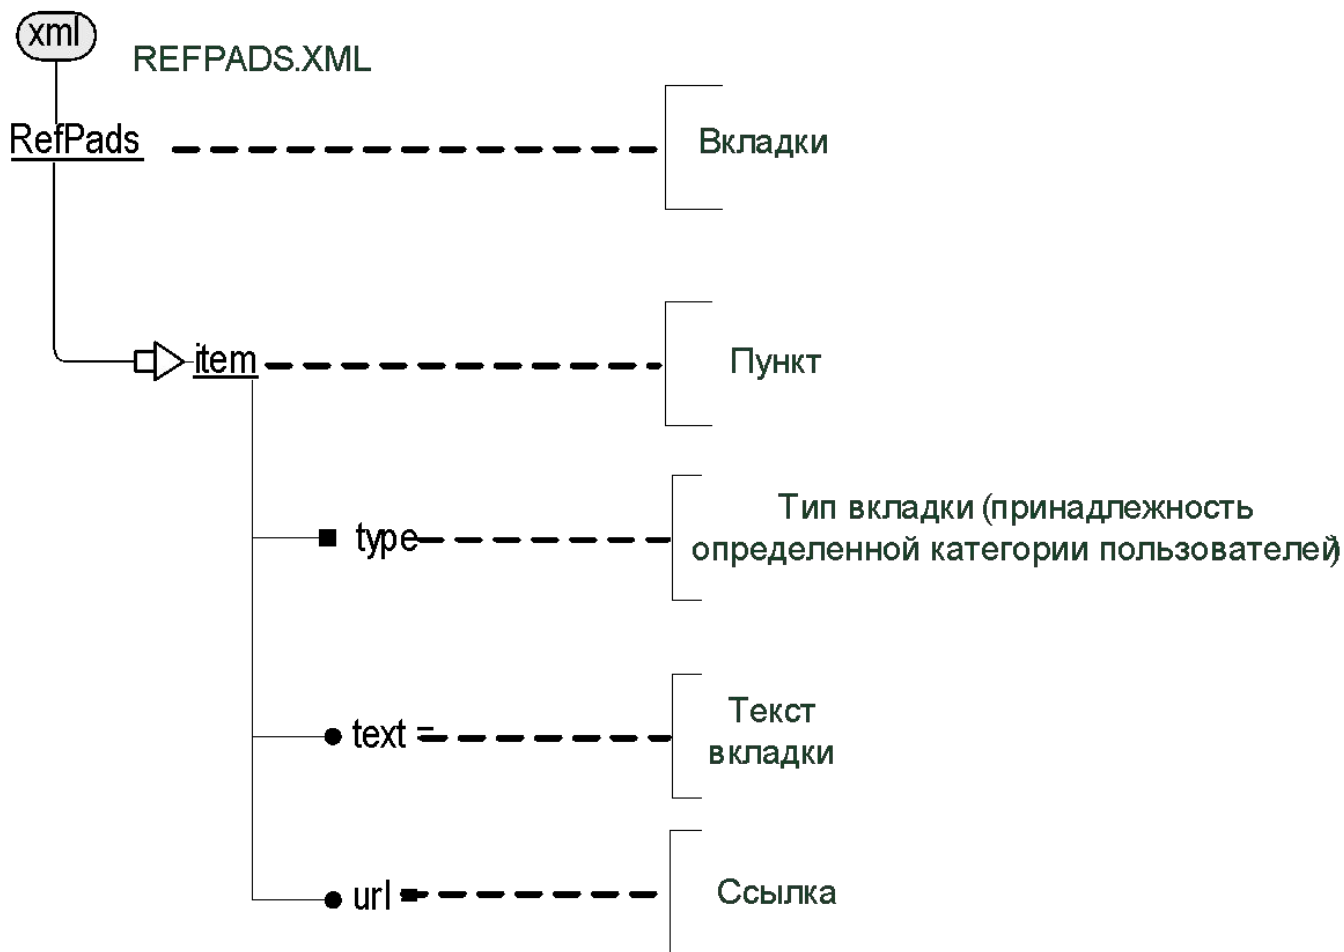 xml
REFPADS.XML
RefPads
Вкладки
item
Пункт
type
Тип вкладки (принадлежность
определенной категории пользователей)
text =
Текст
вкладки
url =
Ссылка